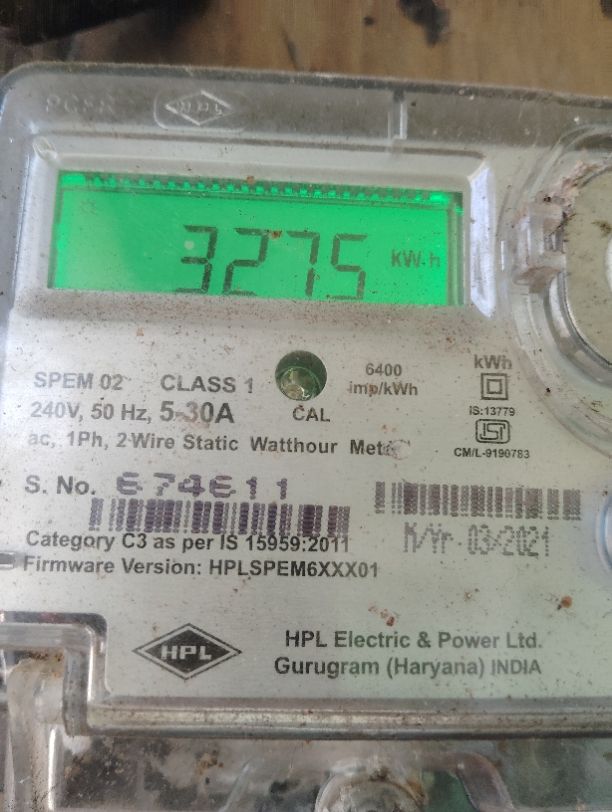 HPL
3275 kW-h
SPEM 02 CLASS 1
6400
imp/kWh
kWh
240V, 50 Hz, 5-30A
CAL
IS:13779
ac, 1Ph, 2-Wire Static Watthour
CM/L-9190783
S. No. 674611
Category C3 as per IS 15959:2011
M/Yr- 03/2021
Firmware Version: HPLSPEM6XXX01
HPL
HPL Electric & Power Ltd.
Gurugram (Haryana) INDIA